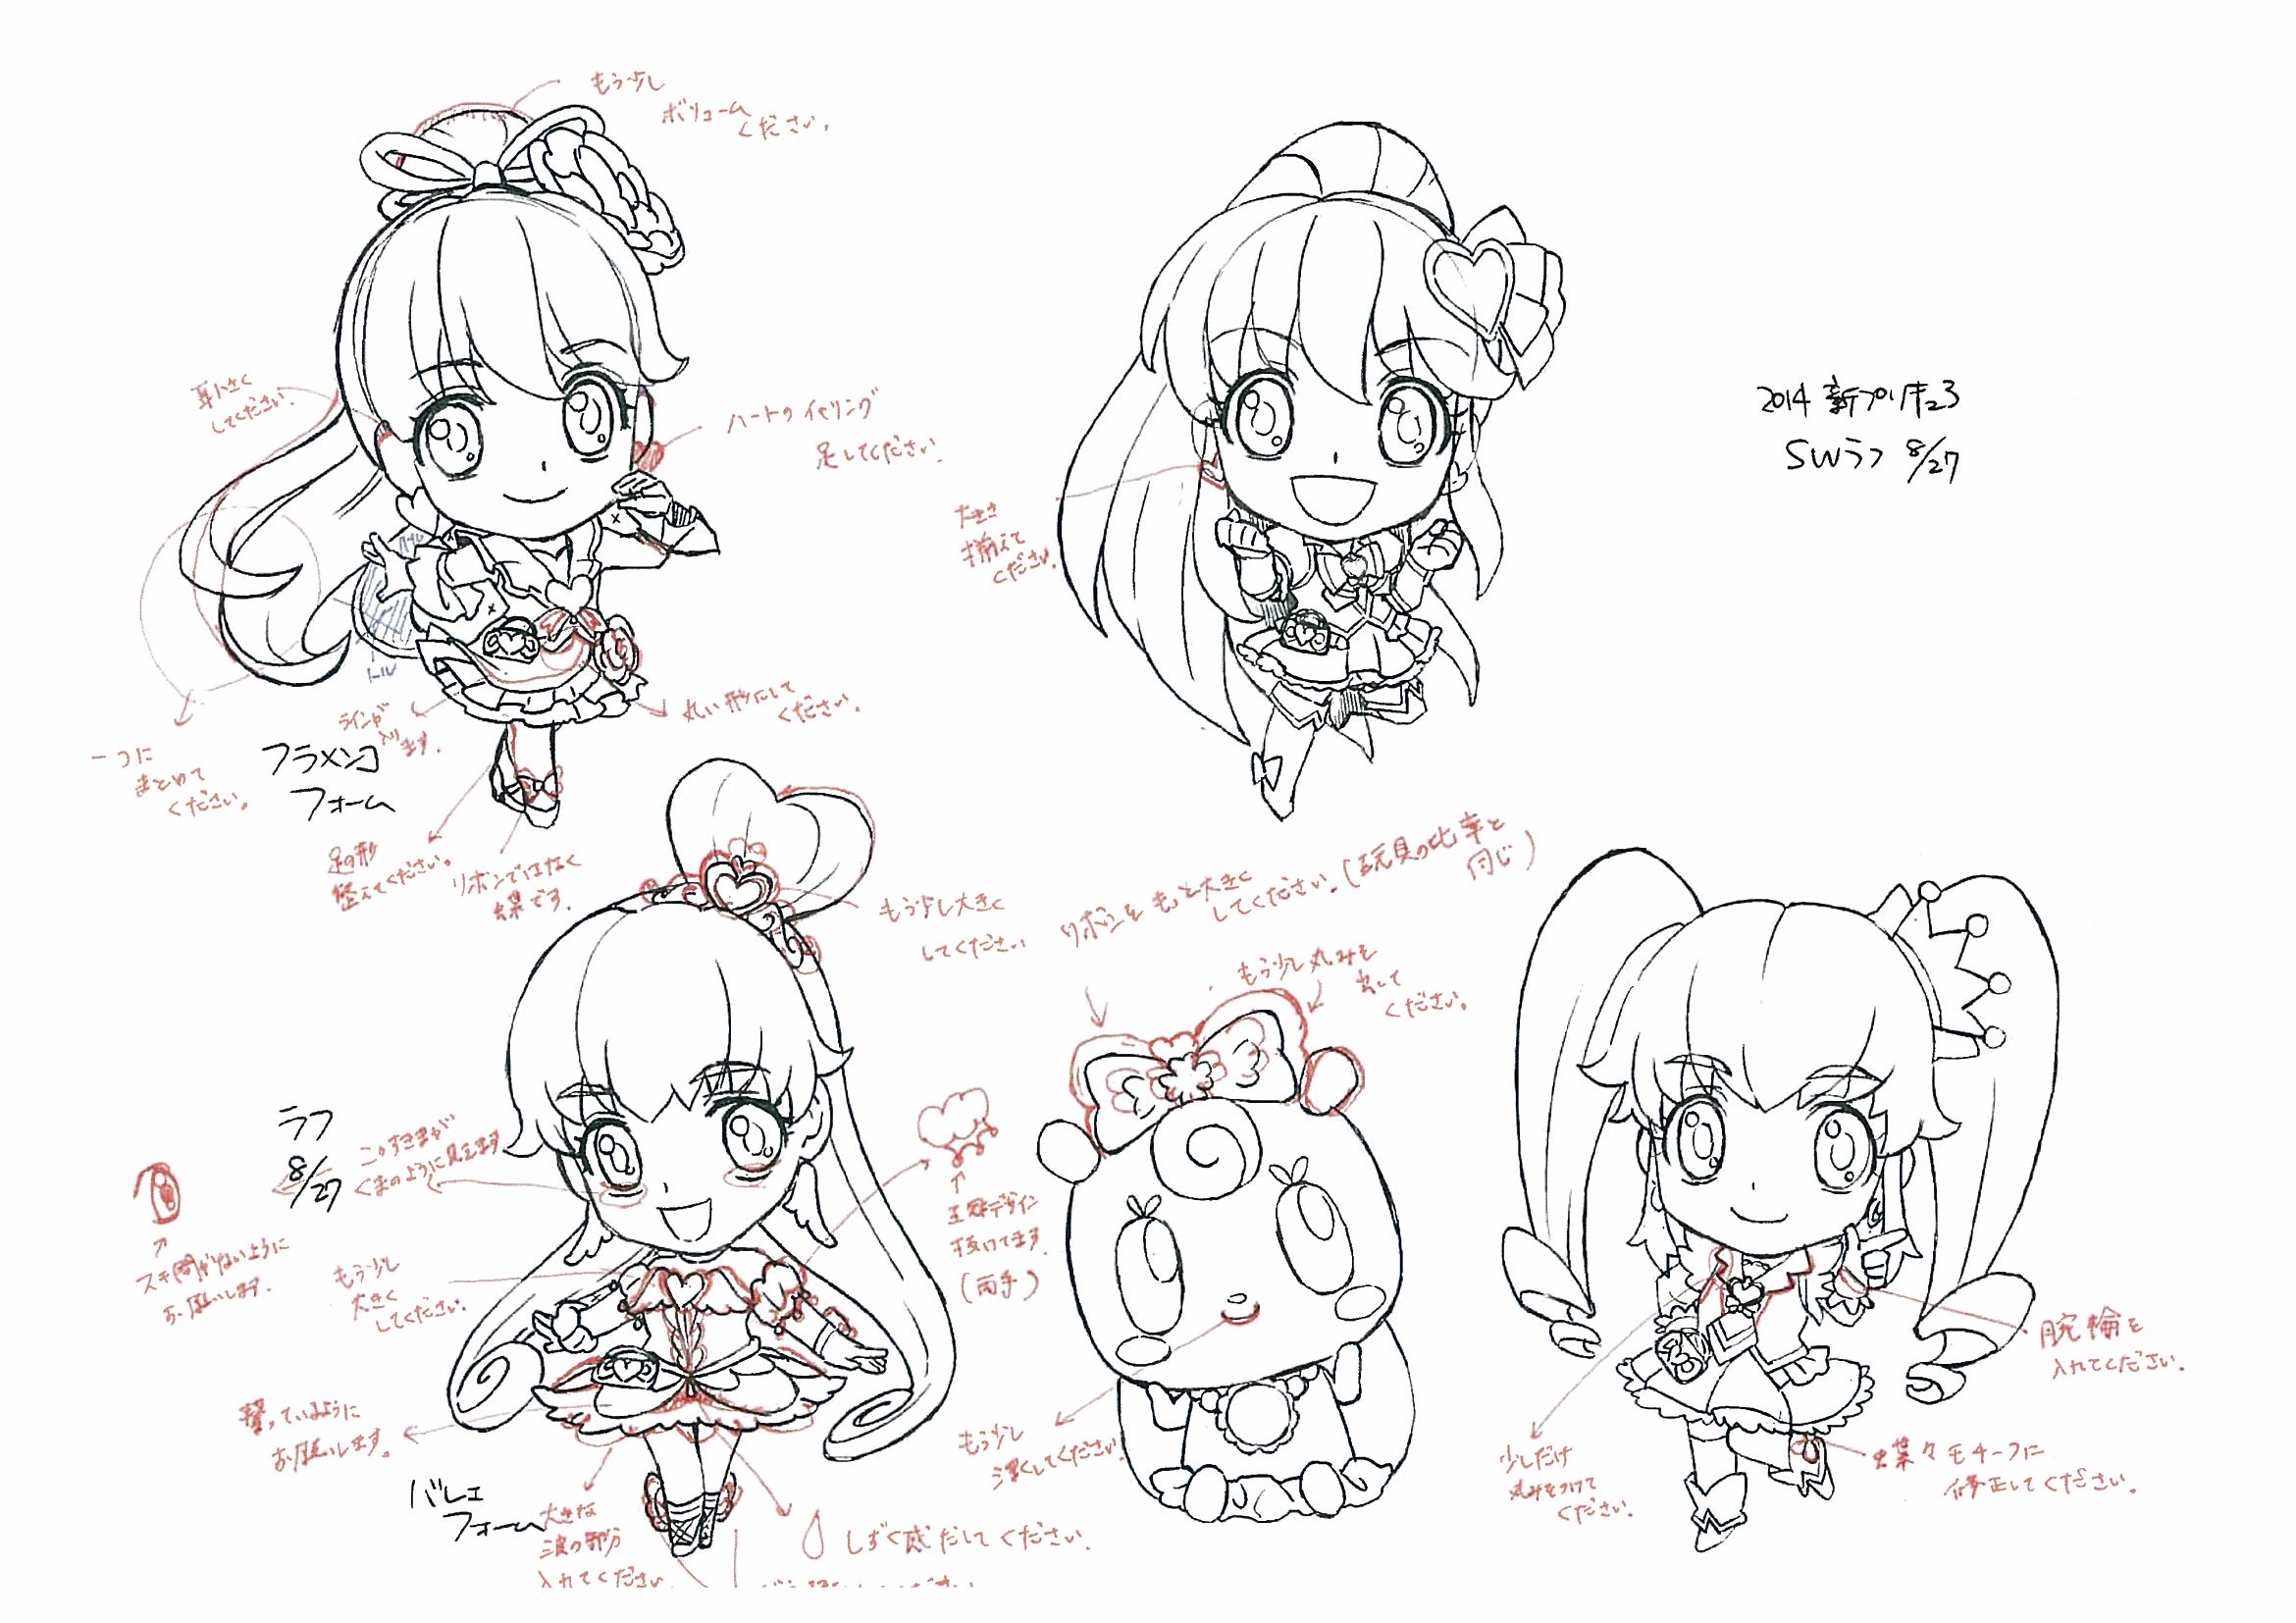 もう少し
ボリューム
ください。
耳小さく
してください。
ハートのイヤリング
足してください。
2014 新プリキュア3
SWラフ 8/27
大きさ
揃えて
ください。
トル
ラインが
入り
ます。
丸い形にして
ください。
一つに
まとめて
ください。
フラメンコ
フォーム
足の形
整えてください。
リボンではなく
蝶です。
もう少し大きく
してください
リボンをもっと大きく
してください。(玩具の比率と
同じ)
もう少し丸みを
出して
ください。
ラフ
8/27
このすきまが
くまのように見えます
スキ間がないように
お願いします。
もう少し
大きく
してください。
王冠デザイン
抜けてます。
(両手)
腕輪を
入れてください。
繋っているように
お願いします。
もう少し
深くしてください。
少しだけ
丸みをつけて
ください。
蝶々モチーフに
修正してください。
バレエ
フォーム
大きな
波の形が
入れてください
しずく感だしてください。